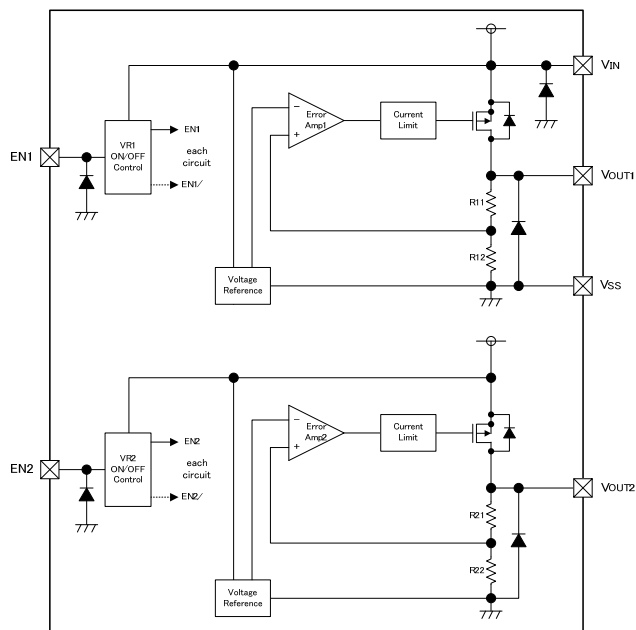 VIN
Error
Amp1
−
+
Current
Limit
VR1
ON/OFF
Control
EN1
each
circuit
EN1/
EN1
VOUT1
R11
R12
Voltage
Reference
VSS
Error
Amp2
−
+
Current
Limit
VR2
ON/OFF
Control
EN2
each
circuit
EN2/
EN2
VOUT2
R21
R22
Voltage
Reference